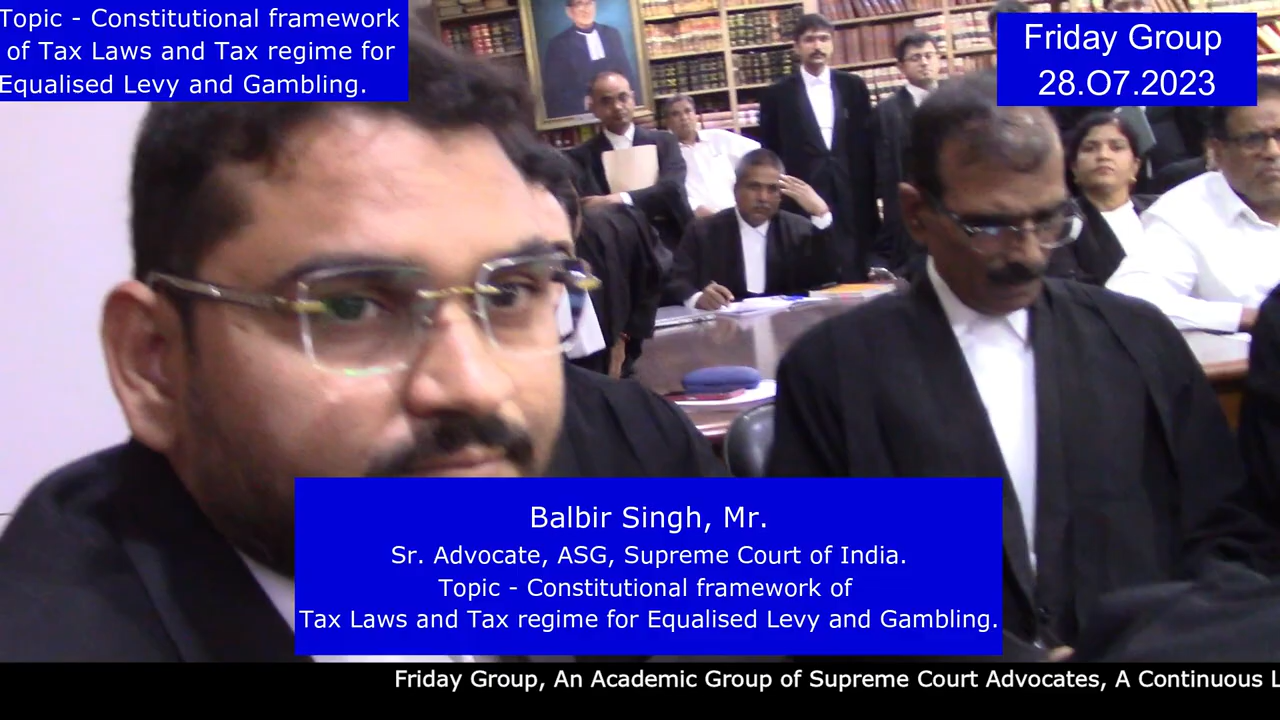 Topic - Constitutional framework
of Tax Laws and Tax regime for
Equalised Levy and Gambling.
Friday Group
28.O7.2023
Balbir Singh, Mr.
Sr. Advocate, ASG, Supreme Court of India.
Topic - Constitutional framework of
Tax Laws and Tax regime for Equalised Levy and Gambling.
Friday Group, An Academic Group of Supreme Court Advocates, A Continuous L